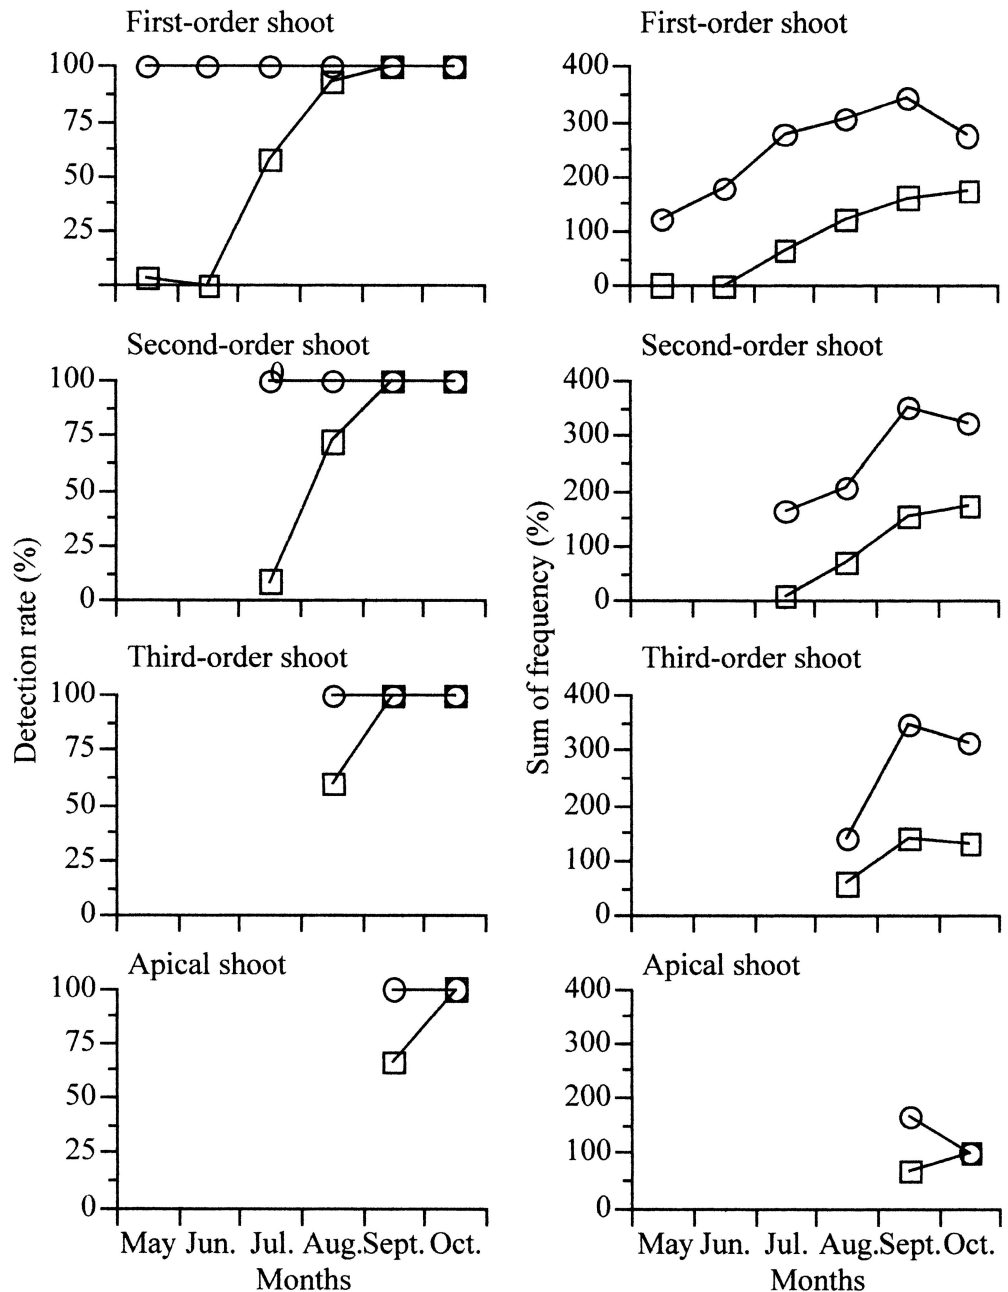 First-order shoot
100
75
50
25
Second-order shoot
100
75
50
25
0
Third-order shoot
100
75
50
25
0
Apical shoot
100
75
50
25
0
May Jun. Jul. Aug. Sept. Oct.
Months
Detection rate (%)
First-order shoot
400
300
200
100
0
Second-order shoot
400
300
200
100
0
Third-order shoot
400
300
200
100
0
Apical shoot
400
300
200
100
0
May Jun. Jul. Aug. Sept. Oct.
Months
Sum of frequency (%)